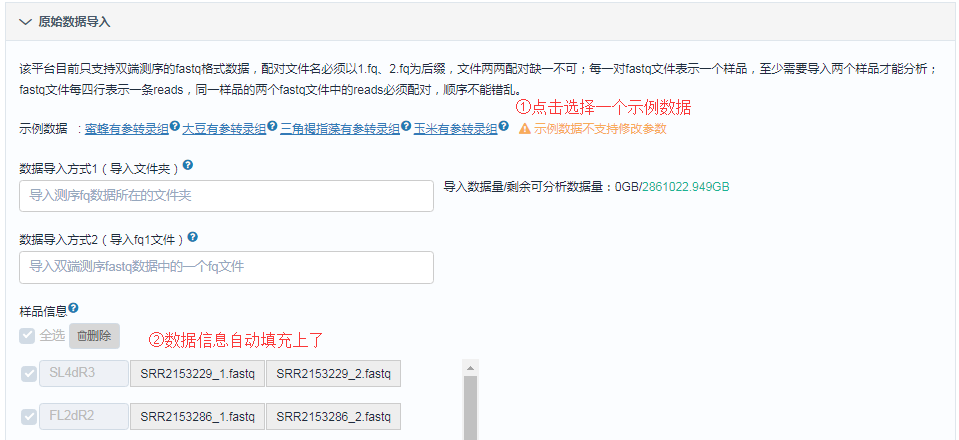 原始数据导入
该平台目前只支持双端测序的fastq格式数据，配对文件名必须以1.fq、2.fq为后缀，文件两两配对缺一不可；每一对fastq文件表示一个样品，至少需要导入两个样品才能分析；
fastq文件每四行表示一条reads，同一样品的两个fastq文件中的reads必须配对，顺序不能错乱。
①点击选择一个示例数据
示例数据 ：蜜蜂有参转录组? 大豆有参转录组? 三角褐指藻有参转录组? 玉米有参转录组? 示例数据不支持修改参数
数据导入方式1（导入文件夹）?
导入测序fq数据所在的文件夹 导入数据量/剩余可分析数据量：0GB/2861022.949GB
数据导入方式2（导入fq1文件）?
导入双端测序fastq数据中的一个fq文件
样品信息?
全选 删除 ②数据信息自动填充上了
SL4dR3 SRR2153229_1.fastq SRR2153229_2.fastq
FL2dR2 SRR2153286_1.fastq SRR2153286_2.fastq